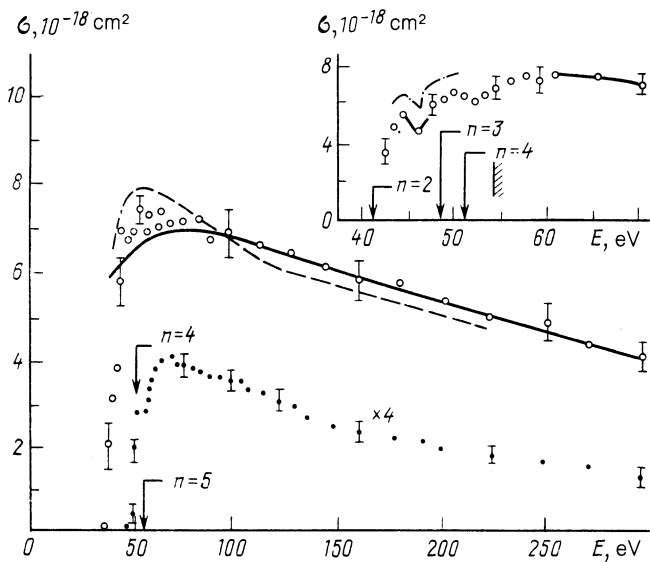 σ, 10⁻¹⁸ cm²
10
8
6
4
2
0
n=4
n=5
×4
50
100
150
200
250
E, eV
σ, 10⁻¹⁸ cm²
8
4
0
n=2
n=3
n=4
40
50
60
E, eV